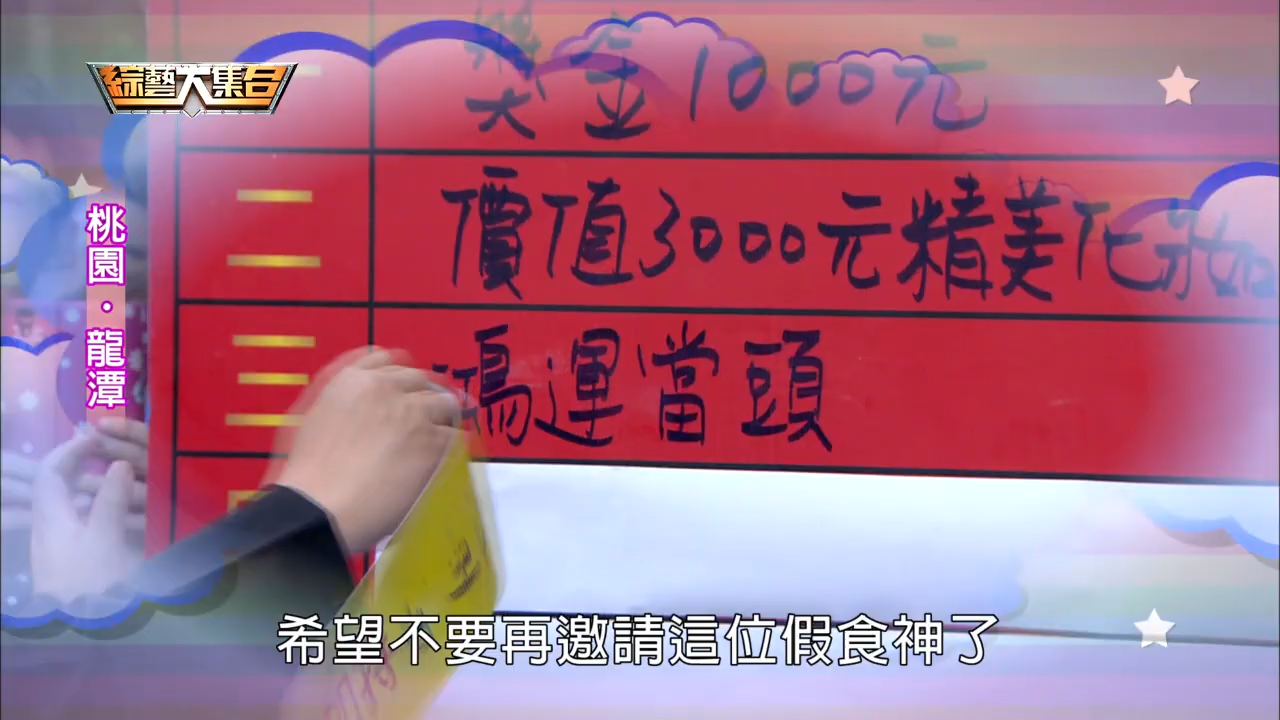 綜藝大集合
桃園·龍潭
獎金1000元
二 價值3000元精美化妝
三 鴻運當頭
希望不要再邀請這位假食神了